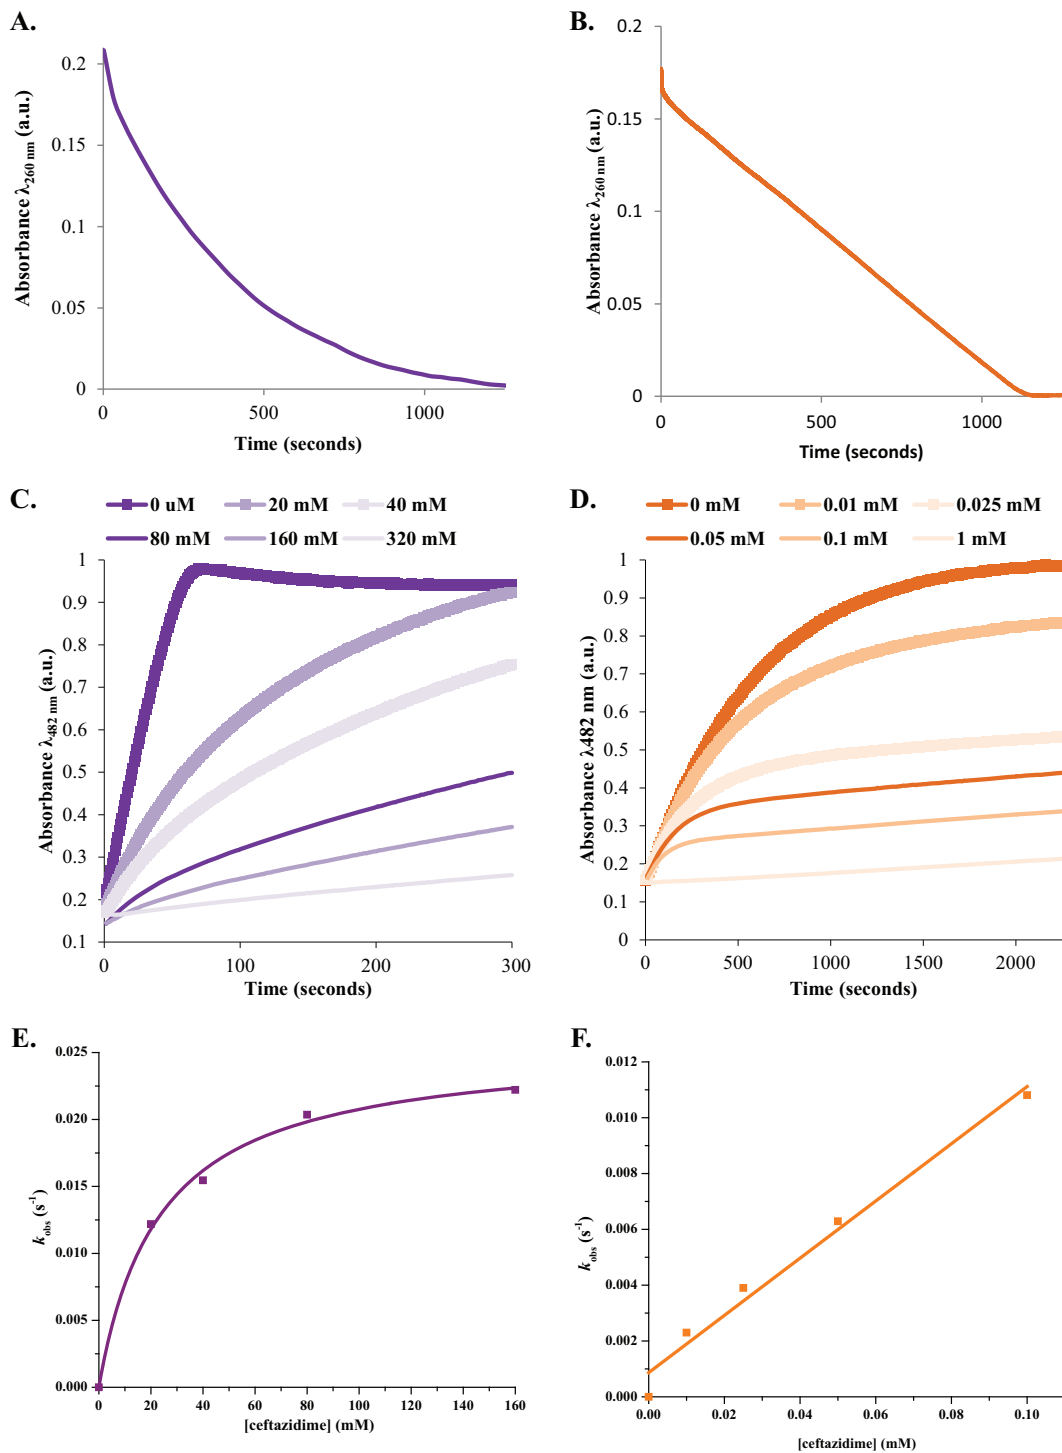 A.
Absorbance λ260 nm (a.u.)
0.2
0.15
0.1
0.05
0
0 500 1000
Time (seconds)
B.
Absorbance λ260 nm (a.u.)
0.2
0.15
0.1
0.05
0
0 500 1000
Time (seconds)
C.
0 uM 20 mM 40 mM
80 mM 160 mM 320 mM
Absorbance λ482 nm (a.u.)
1
0.9
0.8
0.7
0.6
0.5
0.4
0.3
0.2
0.1
0 100 200 300
Time (seconds)
D.
0 mM 0.01 mM 0.025 mM
0.05 mM 0.1 mM 1 mM
Absorbance λ482 nm (a.u.)
1
0.9
0.8
0.7
0.6
0.5
0.4
0.3
0.2
0.1
0
0 500 1000 1500 2000
Time (seconds)
E.
kobs (s-1)
0.025
0.020
0.015
0.010
0.005
0.000
0 20 40 60 80 100 120 140 160
[ceftazidime] (mM)
F.
kobs (s-1)
0.012
0.010
0.008
0.006
0.004
0.002
0.000
0.00 0.02 0.04 0.06 0.08 0.10
[ceftazidime] (mM)